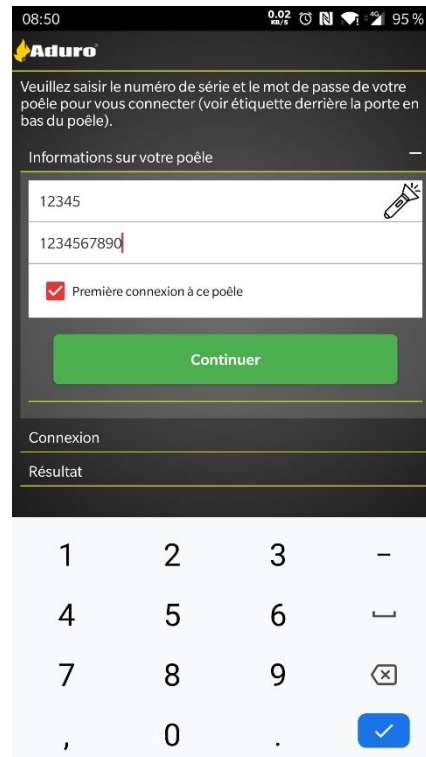 08:50 0.02 KB/S 4G 95 %
Aduro
Veuillez saisir le numéro de série et le mot de passe de votre
poêle pour vous connecter (voir étiquette derrière la porte en
bas du poêle).
Informations sur votre poêle
12345
1234567890
Première connexion à ce poêle
Continuer
Connexion
Résultat
1 2 3 –
4 5 6
7 8 9
, 0 .